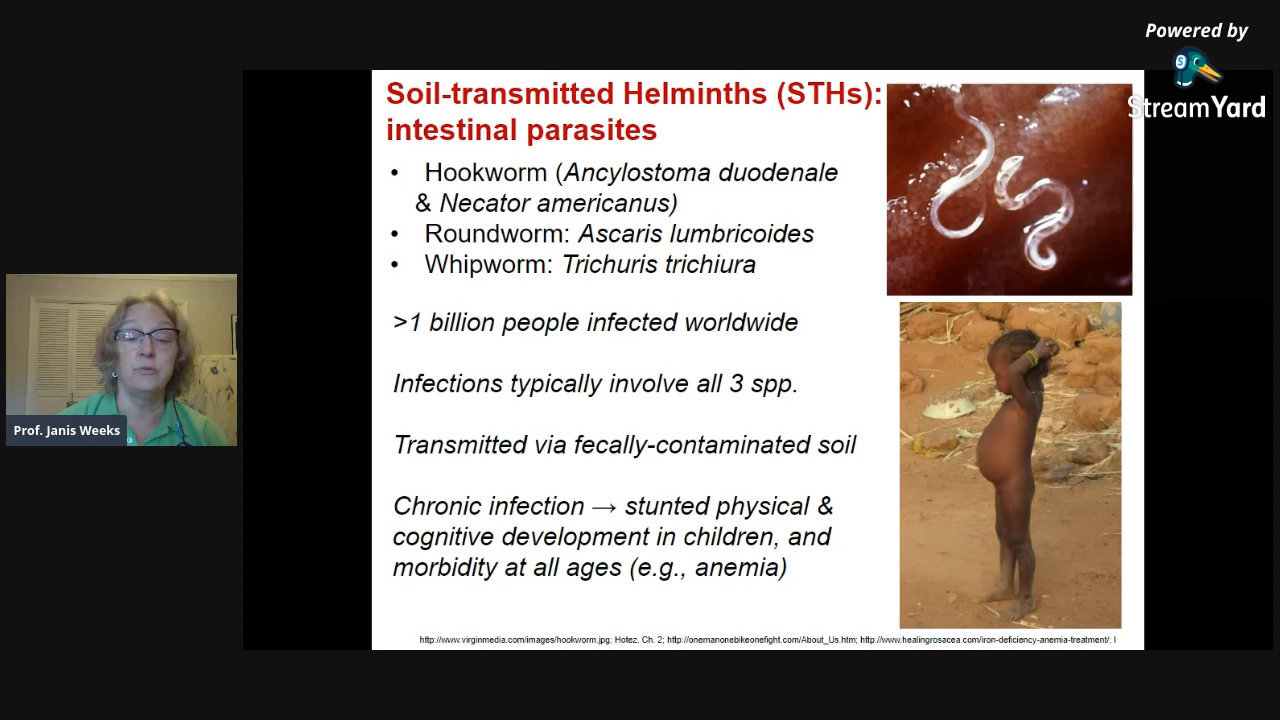 Powered by
StreamYard
Soil-transmitted Helminths (STHs):
intestinal parasites
• Hookworm (Ancylostoma duodenale
& Necator americanus)
• Roundworm: Ascaris lumbricoides
• Whipworm: Trichuris trichiura
>1 billion people infected worldwide
Infections typically involve all 3 spp.
Transmitted via fecally-contaminated soil
Chronic infection → stunted physical &
cognitive development in children, and
morbidity at all ages (e.g., anemia)
http://www.virginmedia.com/images/hookworm.jpg; Hotez, Ch. 2; http://onemanonebikeonefight.com/About_Us.htm; http://www.healingrosacea.com/iron-deficiency-anemia-treatment/; I
Prof. Janis Weeks